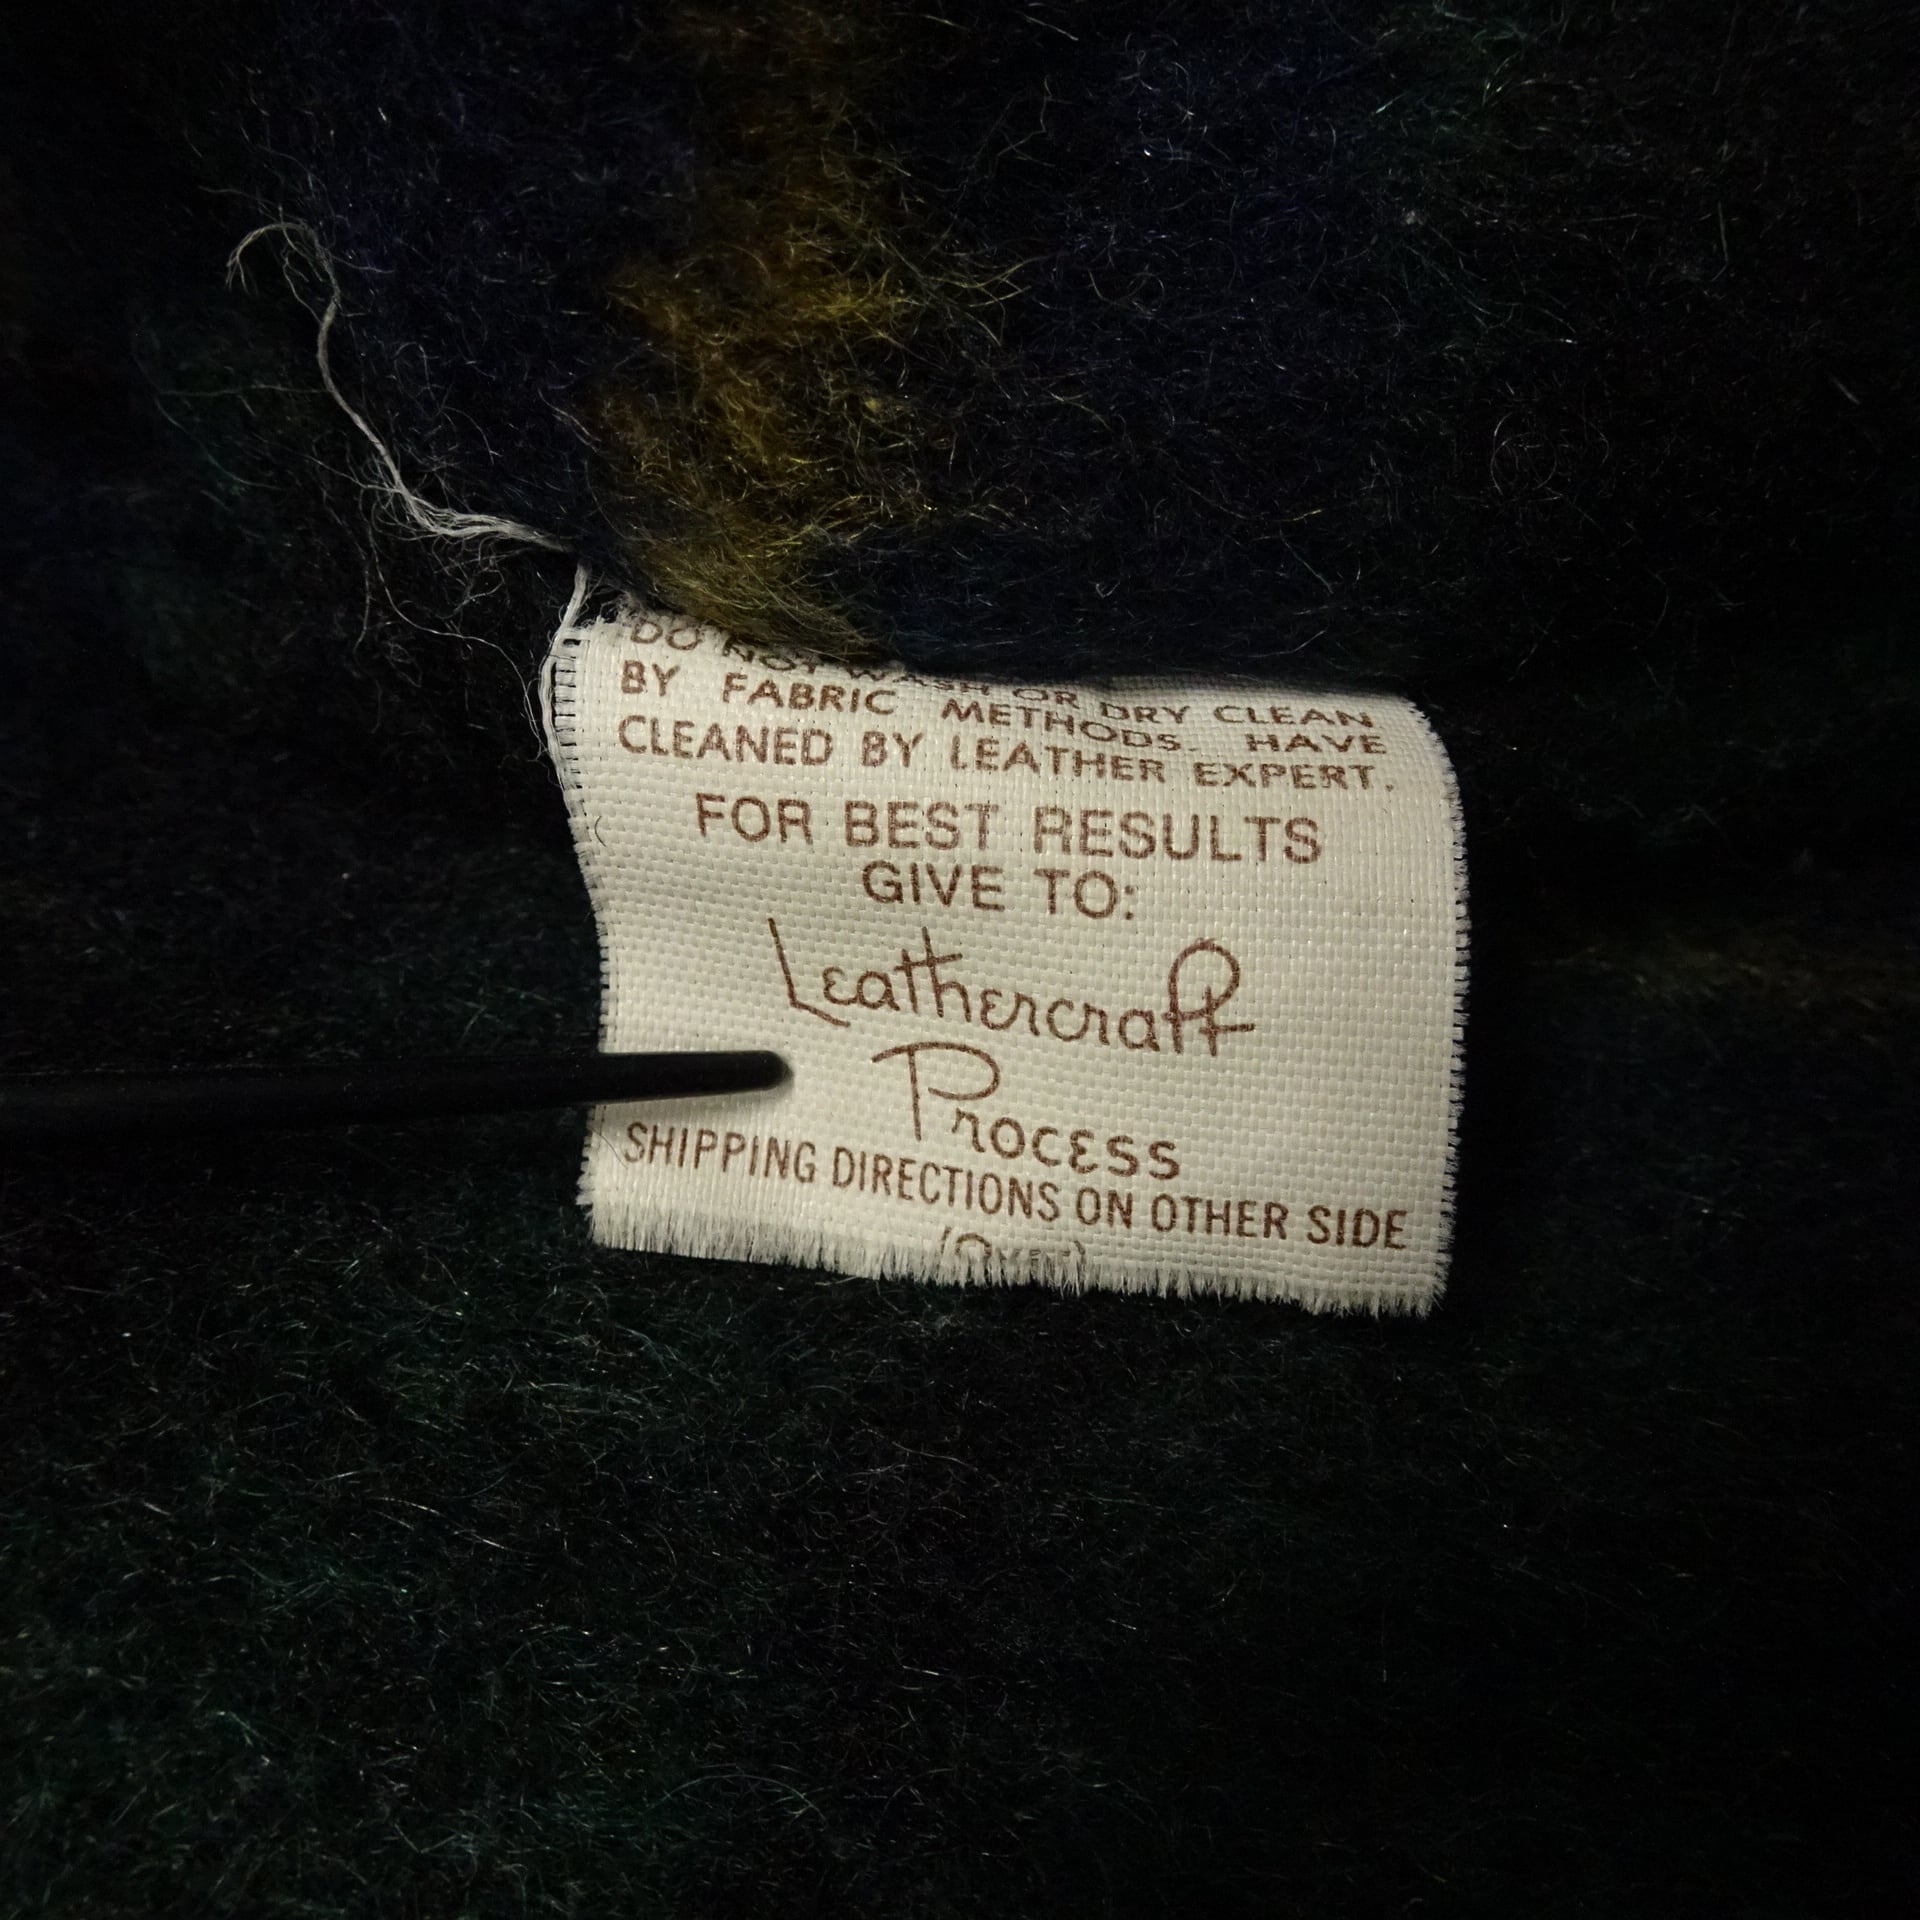 DO NOT WASH OR DRY CLEAN
BY FABRIC METHODS. HAVE
CLEANED BY LEATHER EXPERT.
FOR BEST RESULTS
GIVE TO:
Leathercraft
Process
SHIPPING DIRECTIONS ON OTHER SIDE
(Over)